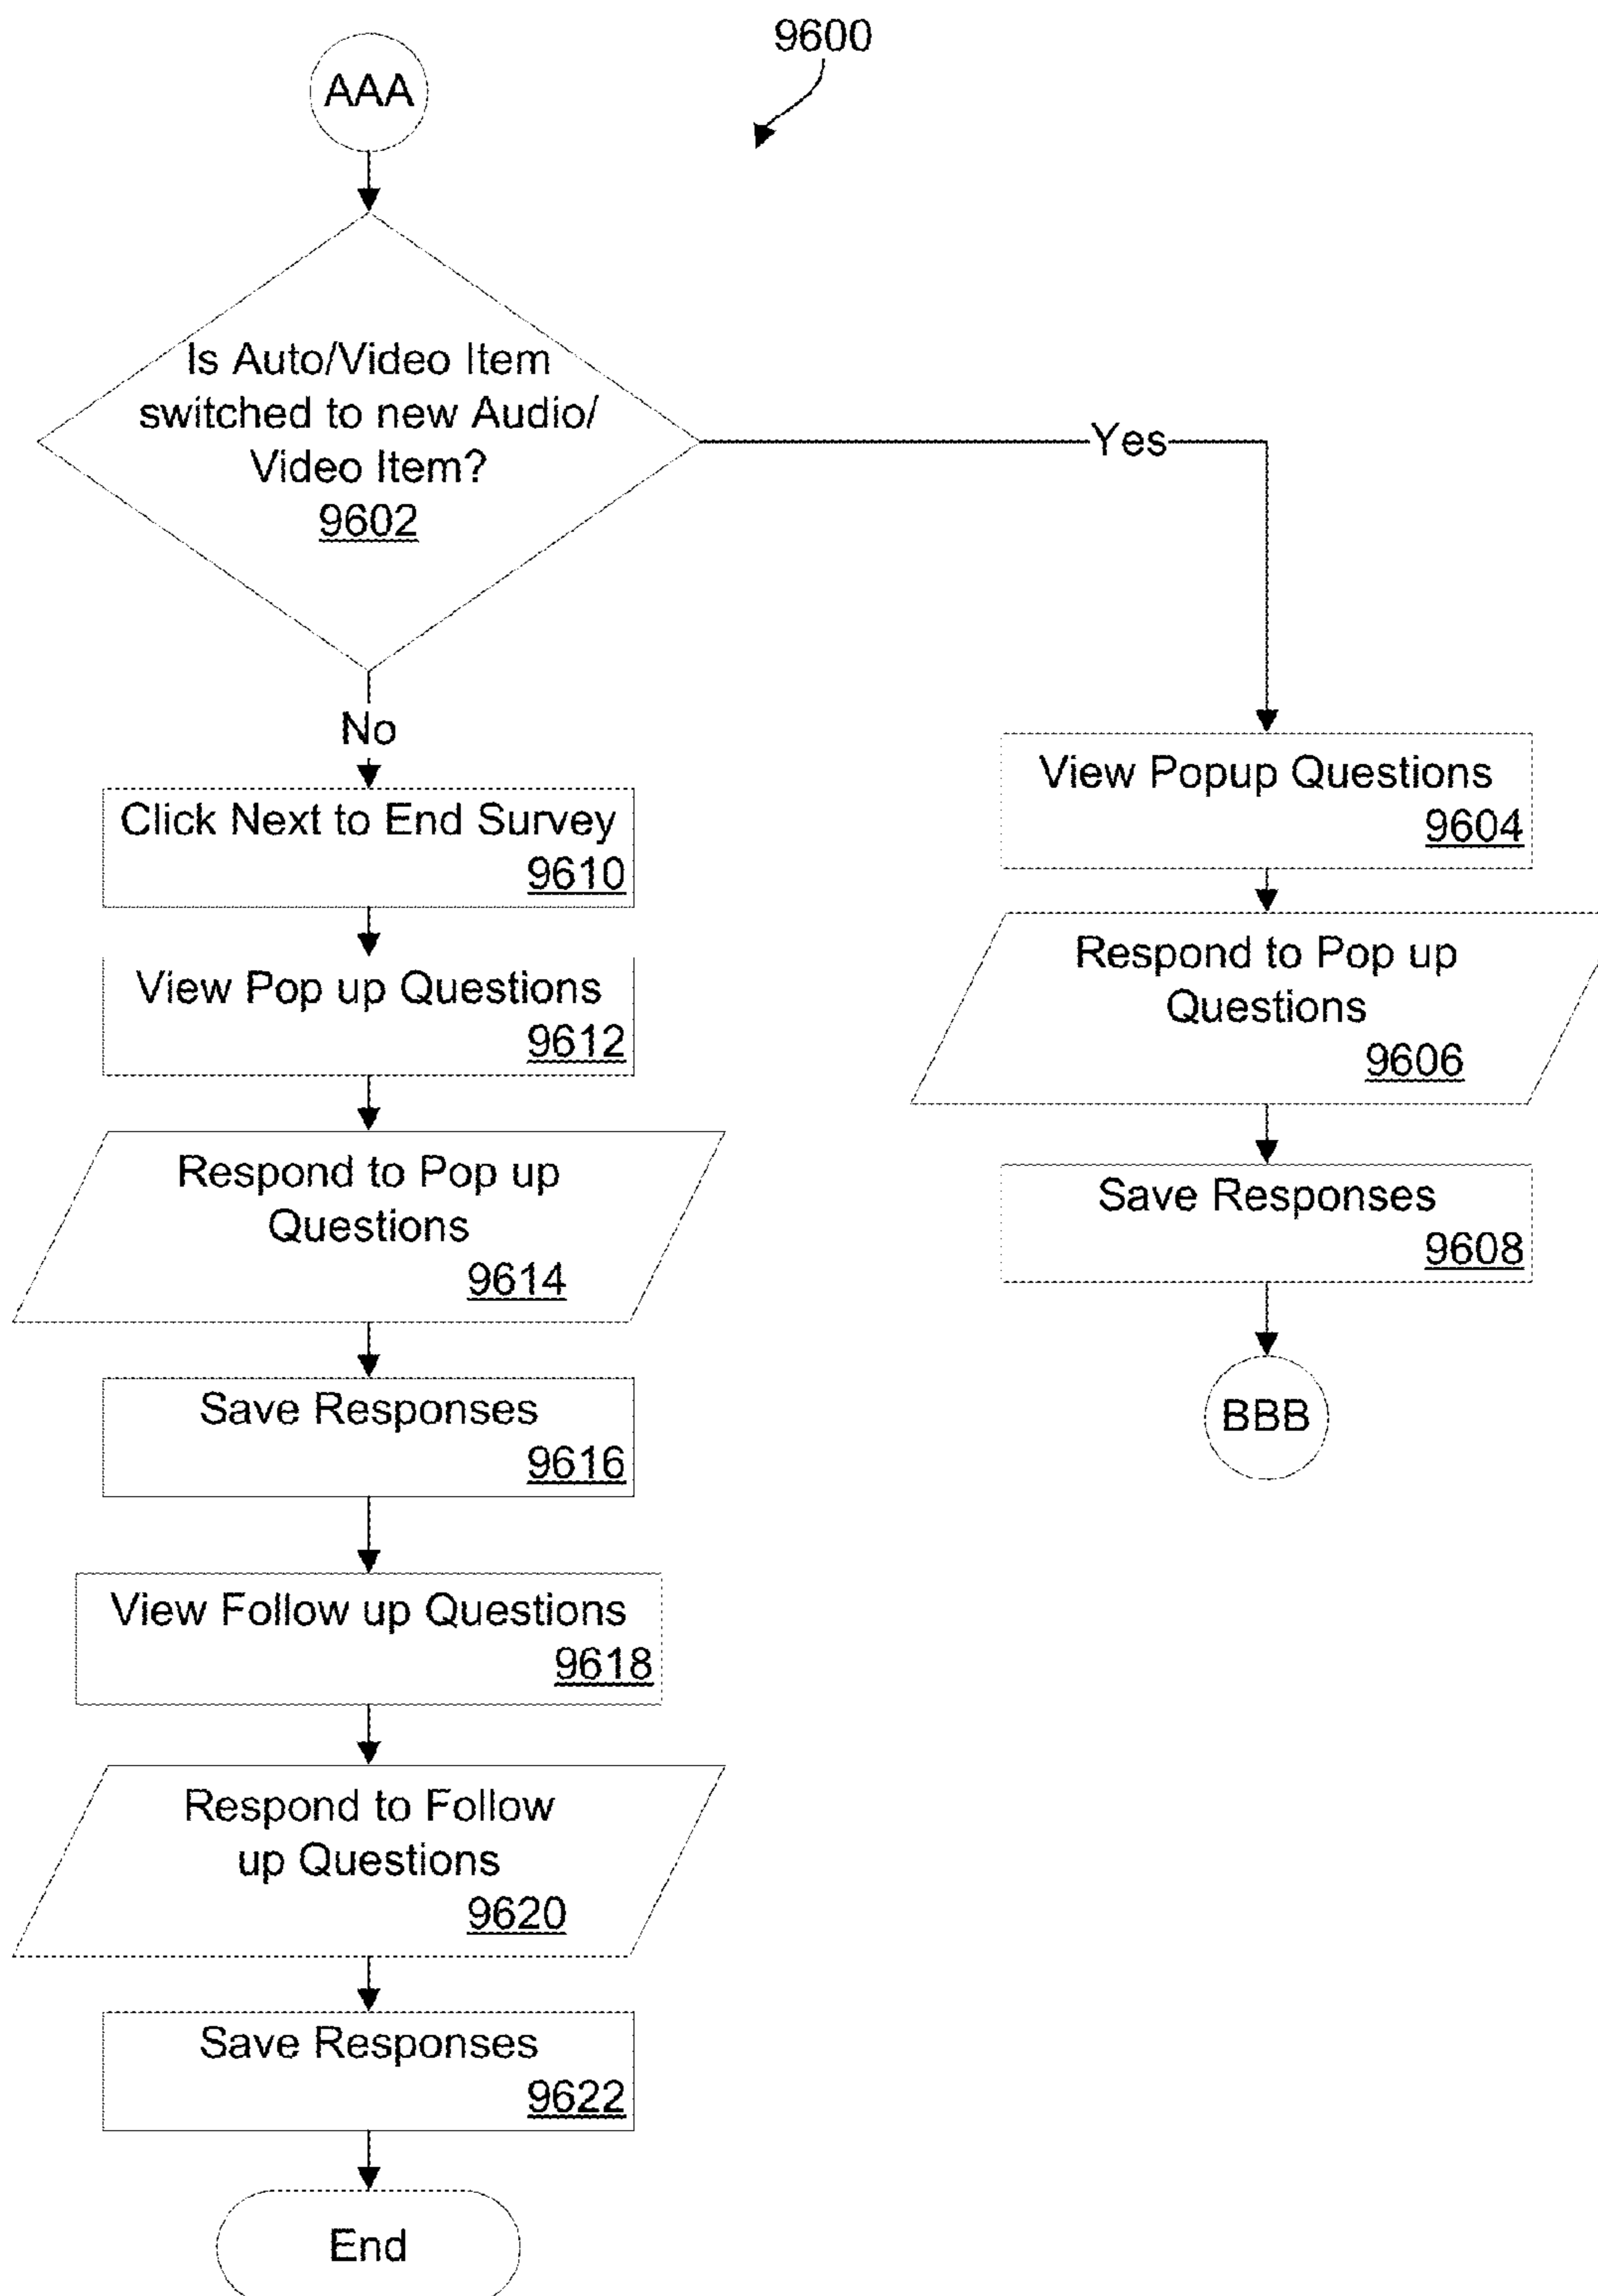 9600
AAA
Is Auto/Video Item
switched to new Audio/
Video Item?
9602
Yes
No
Click Next to End Survey
9610
View Pop up Questions
9612
Respond to Pop up
Questions
9614
Save Responses
9616
View Follow up Questions
9618
Respond to Follow
up Questions
9620
Save Responses
9622
End
View Popup Questions
9604
Respond to Pop up
Questions
9606
Save Responses
9608
BBB